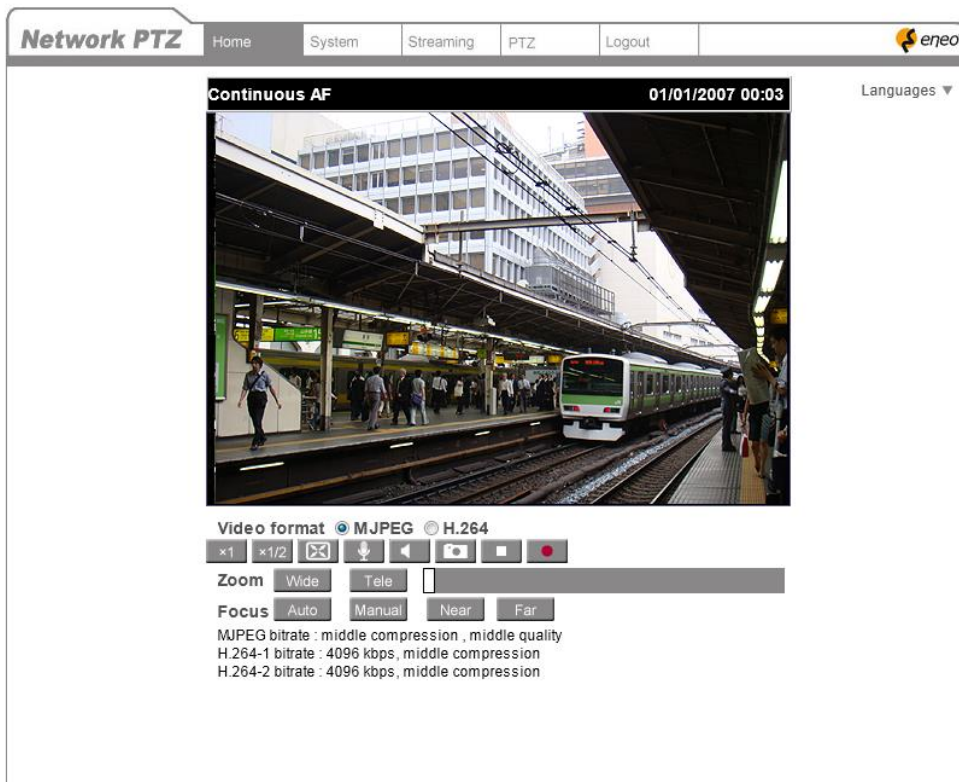 Network PTZ
Home System Streaming PTZ Logout
eneo
Languages ▼
Continuous AF 01/01/2007 00:03
Video format MJPEG H.264
×1 ×1/2
Zoom Wide Tele
Focus Auto Manual Near Far
MJPEG bitrate : middle compression , middle quality
H.264-1 bitrate : 4096 kbps, middle compression
H.264-2 bitrate : 4096 kbps, middle compression